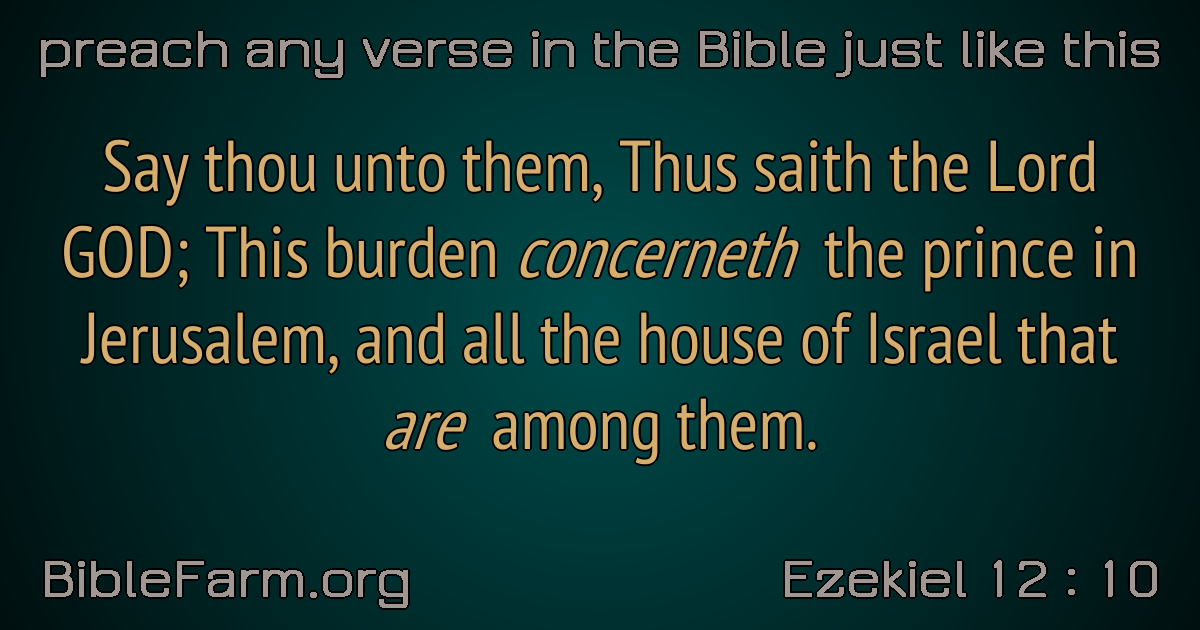 preach any verse in the Bible just like this
Say thou unto them, Thus saith the Lord
GOD; This burden concerneth the prince in
Jerusalem, and all the house of Israel that
are among them.
BibleFarm.org
Ezekiel 12 : 10